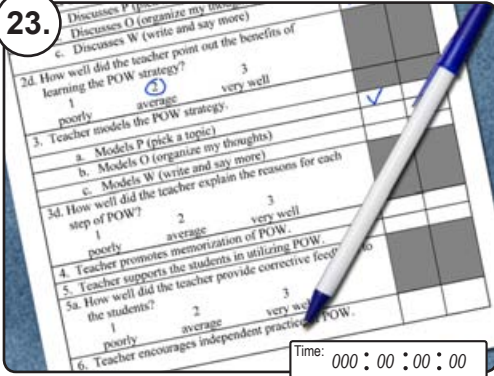 23.
Discusses P (pick
Discusses O (organize my thoughts
c. Discusses W (write and say more)
2d. How well did the teacher point out the benefits of
learning the POW strategy?
1 2 3
poorly average very well
3. Teacher models the POW strategy.
a. Models P (pick a topic)
b. Models O (organize my thoughts)
c. Models W (write and say more)
3d. How well did the teacher explain the reasons for each
step of POW?
1 2 3
poorly average very well
4. Teacher promotes memorization of POW.
5. Teacher supports the students in utilizing POW.
5a. How well did the teacher provide corrective to
the students?
1 2 3
poorly average very well
6. Teacher encourages independent practice POW.
Time: 000 : 00 : 00 : 00